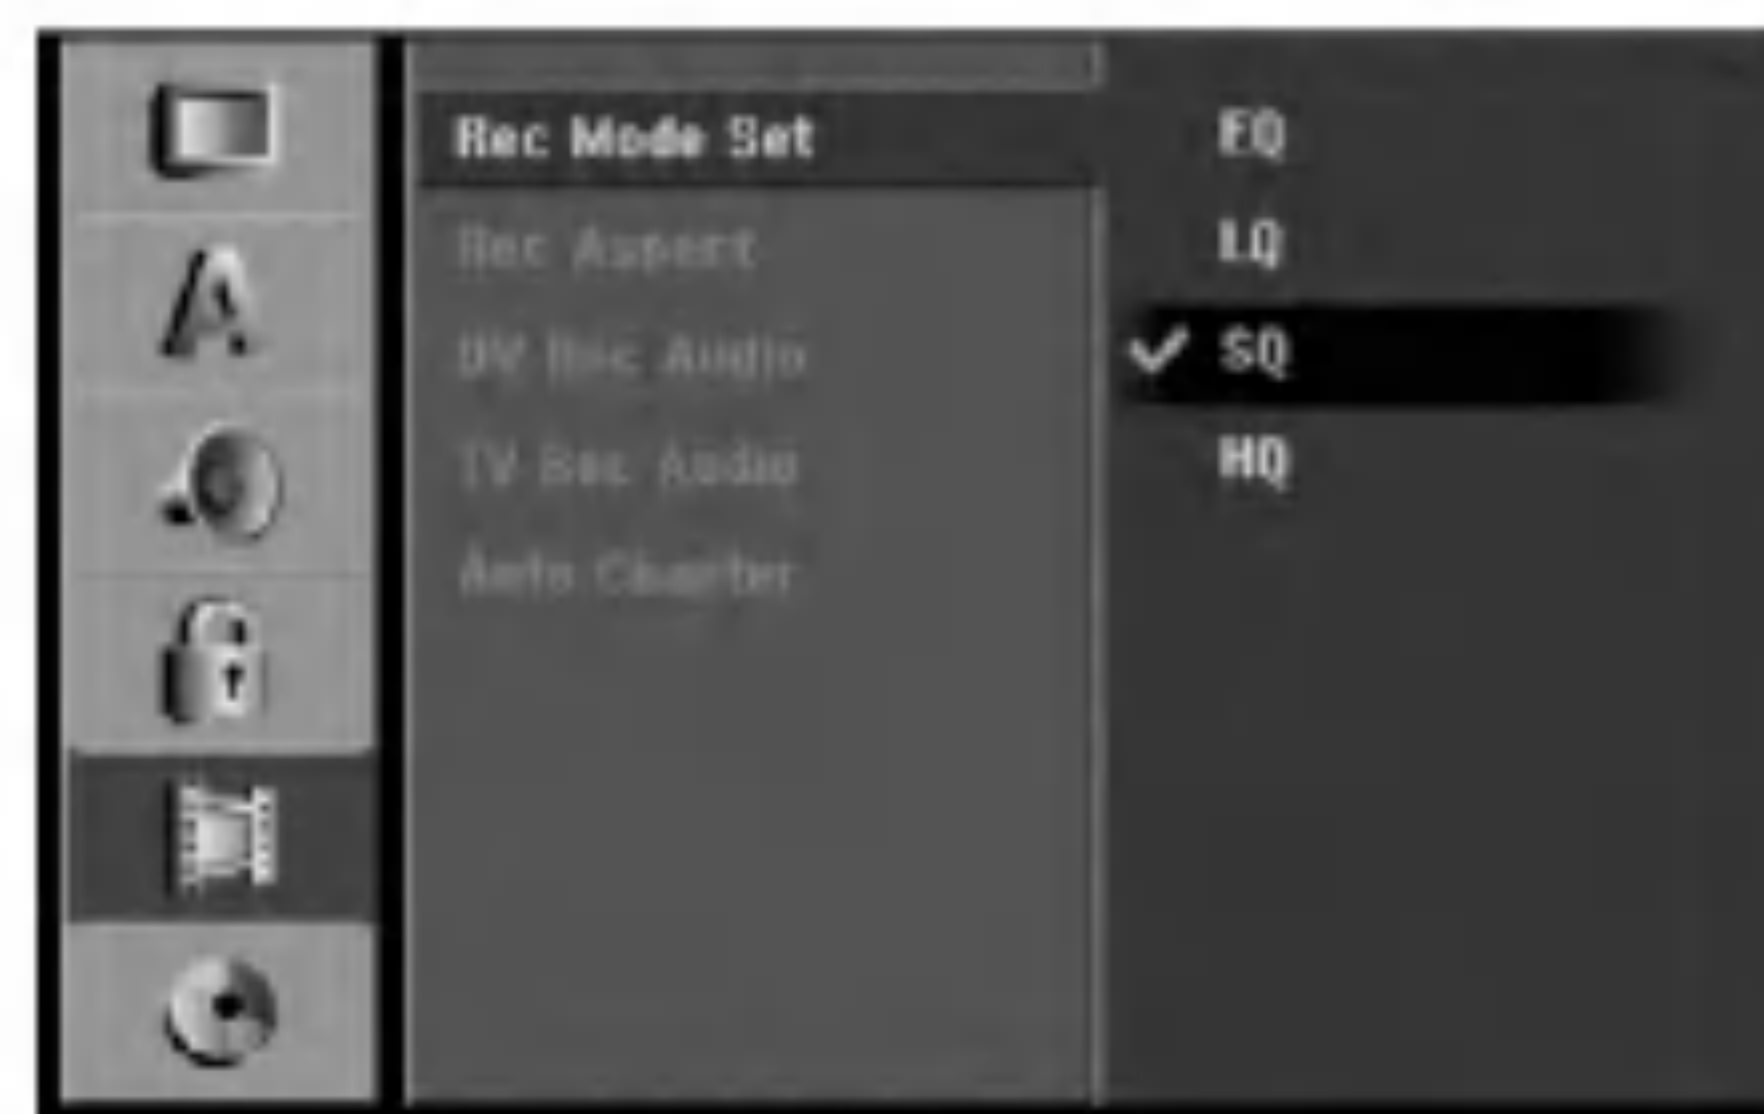 Rec Mode Set
Rec Aspect
DV Rec Audio
TV Rec Audio
Auto Chapter
EQ
LQ
SQ
HQ